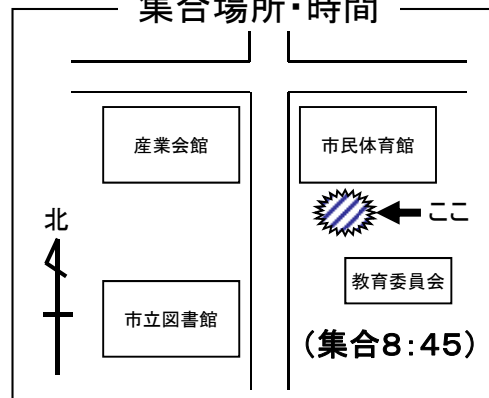 集合場所・時間
産業会館
市民体育館
ここ
北
教育委員会
市立図書館
(集合8:45)